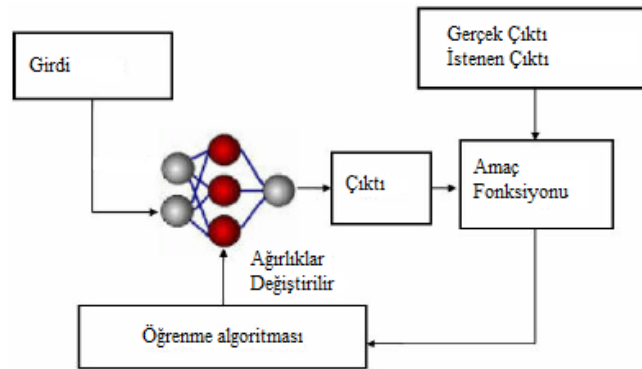 Girdi
Gerçek Çıktı
İstenen Çıktı
Çıktı
Amaç
Fonksiyonu
Ağırlıklar
Değiştirilir
Öğrenme algoritması